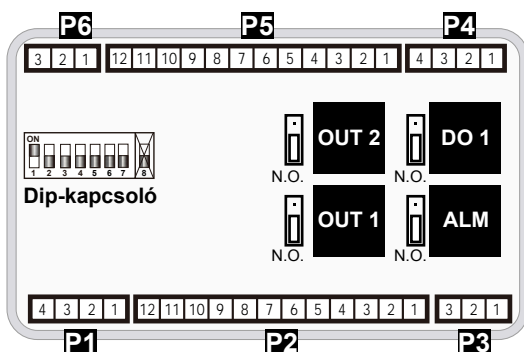 P6 P5 P4
3 2 1 12 11 10 9 8 7 6 5 4 3 2 1 4 3 2 1
ON
1 2 3 4 5 6 7 8
Dip-kapcsoló
OUT 2 DO 1
N.O. N.O.
OUT 1 ALM
N.O. N.O.
4 3 2 1 12 11 10 9 8 7 6 5 4 3 2 1 3 2 1
P1 P2 P3